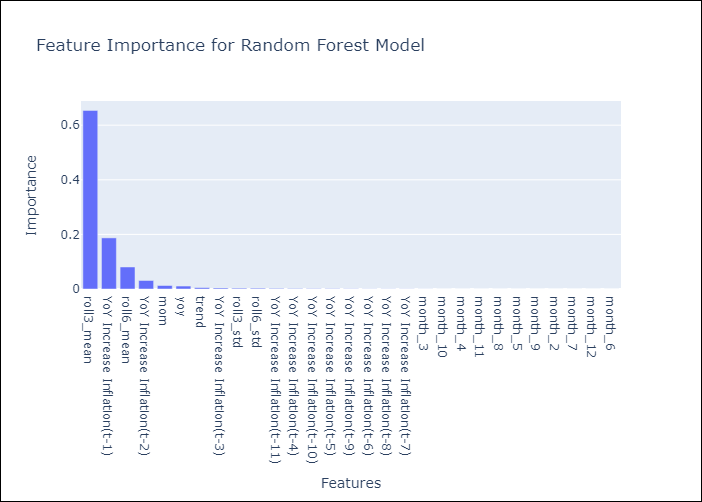 Feature Importance for Random Forest Model
0.6
0.4
0.2
0
Importance
roll3_mean
YoY Increase Inflation(t-1)
roll6_mean
YoY Increase Inflation(t-2)
mom
yoy
trend
YoY Increase Inflation(t-3)
roll3_std
roll6_std
YoY Increase Inflation(t-11)
YoY Increase Inflation(t-4)
YoY Increase Inflation(t-10)
YoY Increase Inflation(t-5)
YoY Increase Inflation(t-9)
YoY Increase Inflation(t-6)
YoY Increase Inflation(t-8)
YoY Increase Inflation(t-7)
month_3
month_10
month_4
month_11
month_8
month_5
month_9
month_2
month_7
month_12
month_6
Features